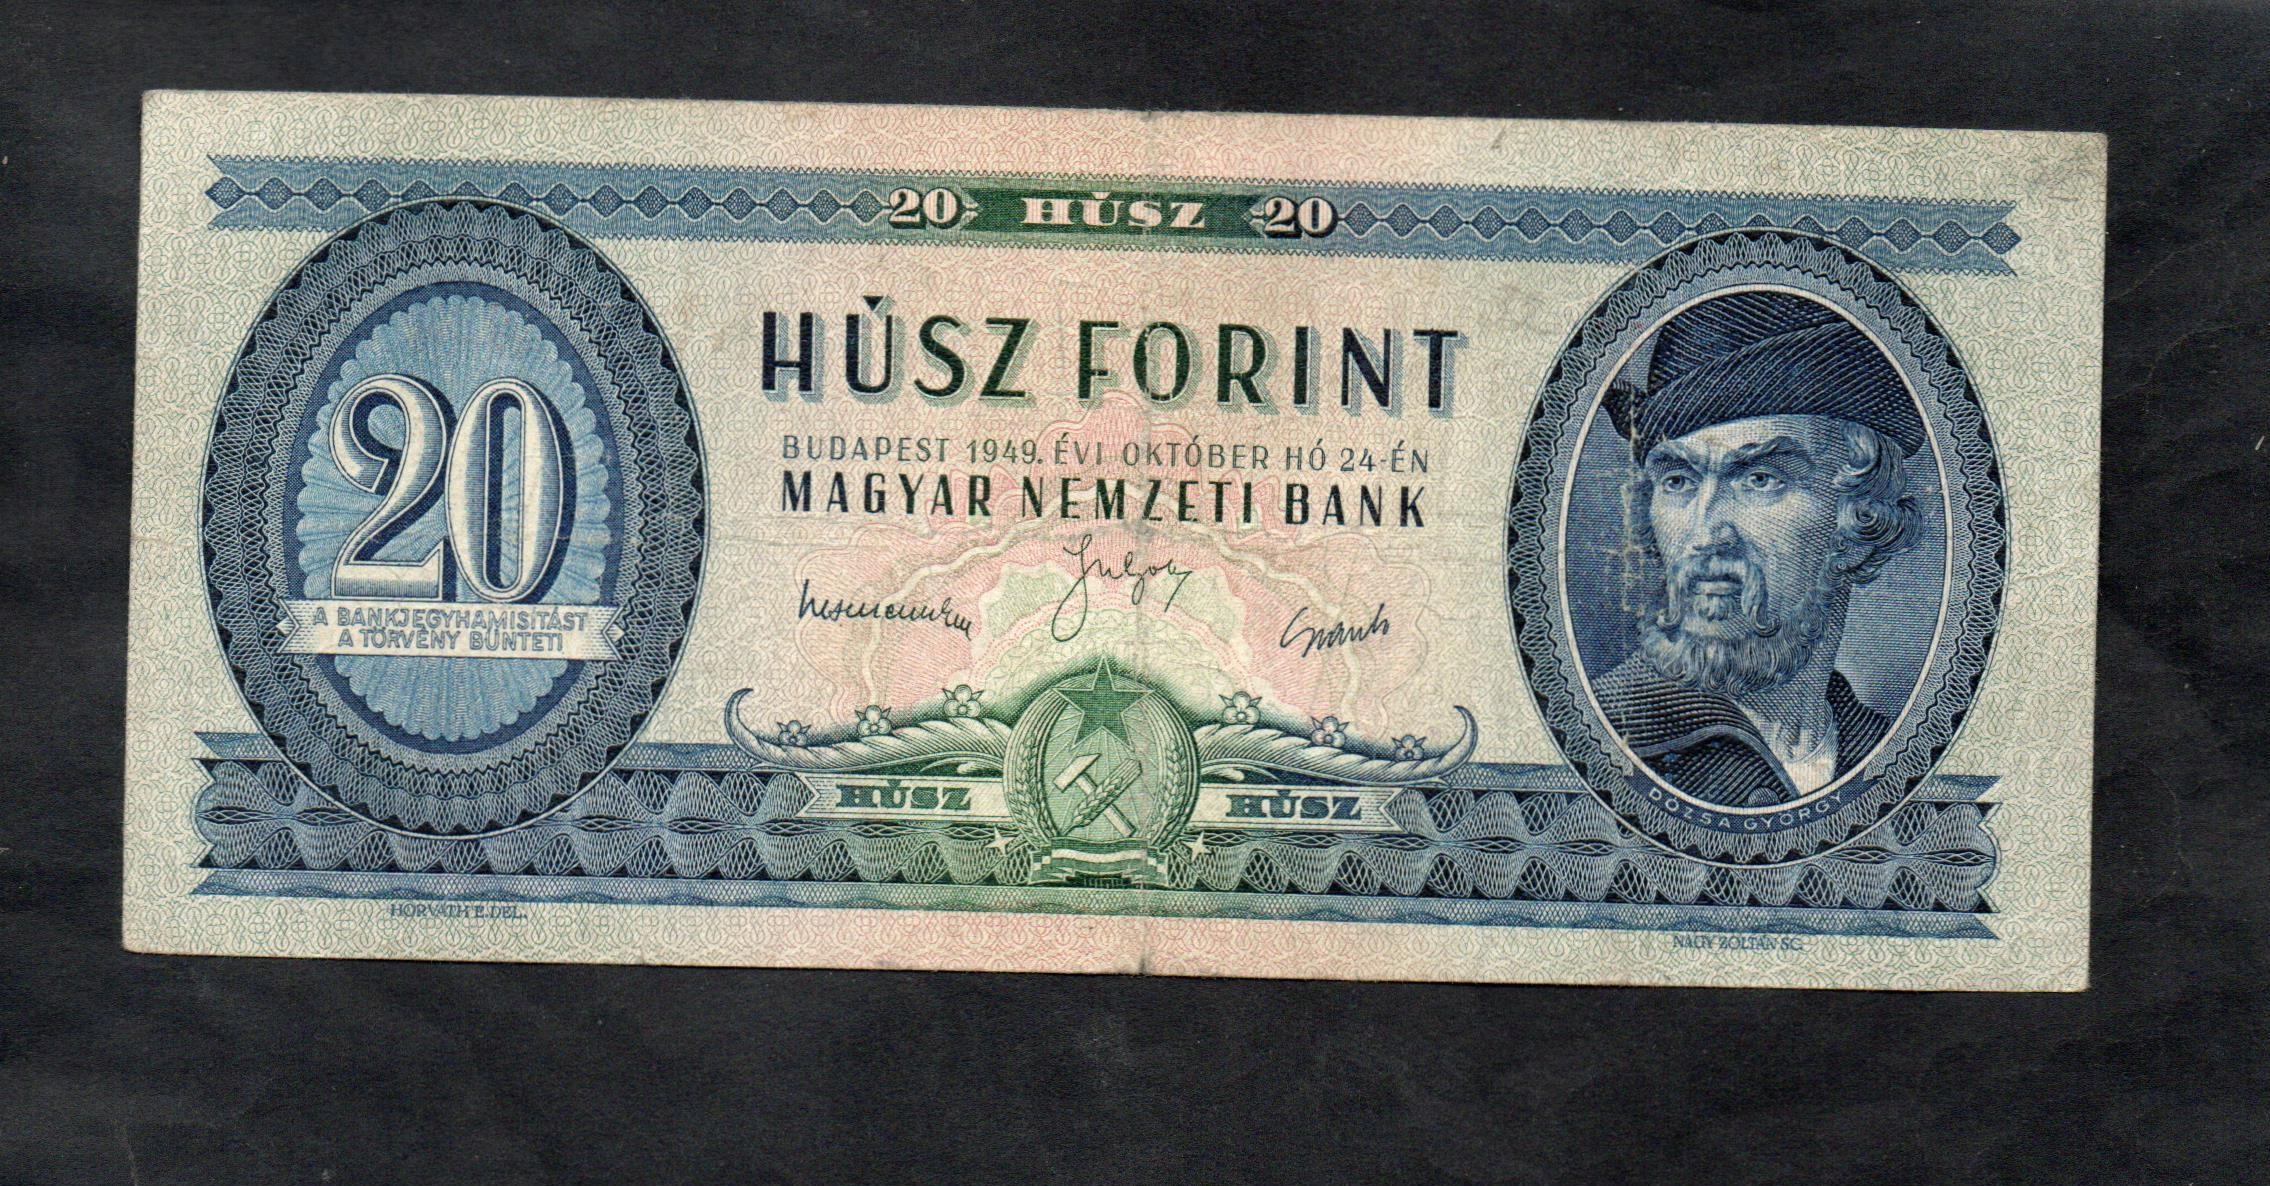 20 HÚSZ 20
HÚSZ FORINT
BUDAPEST 1949. ÉVI OKTÓBER HÓ 24-ÉN
MAGYAR NEMZETI BANK
20
A BANKJEGYHAMISITÁST
A TÖRVÉNY BÜNTETI
HÚSZ HÚSZ
DÓZSA GYÖRGY
HORVÁTH E. DEL.
NAGY ZOLTÁN SC.